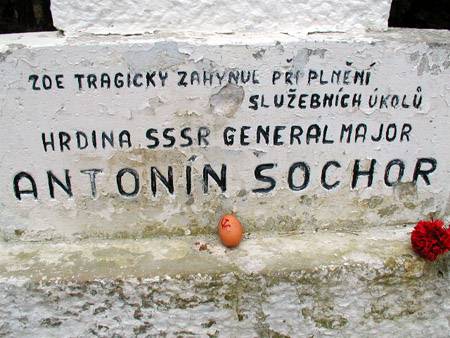 ZDE TRAGICKY ZAHYNUL PŘI PLNĚNÍ
SLUŽEBNÍCH ÚKOLŮ
HRDINA SSSR GENERALMAJOR
ANTONÍN SOCHOR